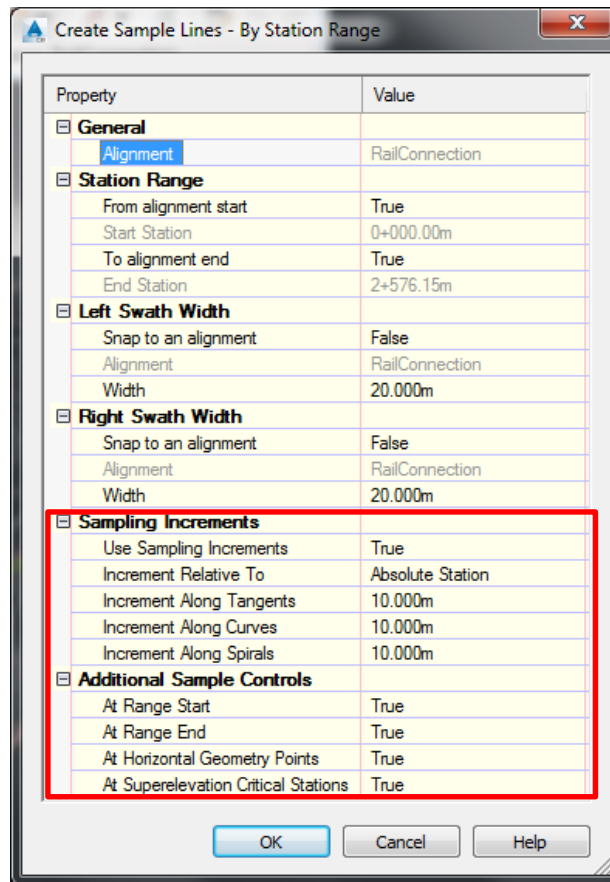 Create Sample Lines - By Station Range
Property Value
General
Alignment RailConnection
Station Range
From alignment start True
Start Station 0+000.00m
To alignment end True
End Station 2+576.15m
Left Swath Width
Snap to an alignment False
Alignment RailConnection
Width 20.000m
Right Swath Width
Snap to an alignment False
Alignment RailConnection
Width 20.000m
Sampling Increments
Use Sampling Increments True
Increment Relative To Absolute Station
Increment Along Tangents 10.000m
Increment Along Curves 10.000m
Increment Along Spirals 10.000m
Additional Sample Controls
At Range Start True
At Range End True
At Horizontal Geometry Points True
At Superelevation Critical Stations True
OK Cancel Help